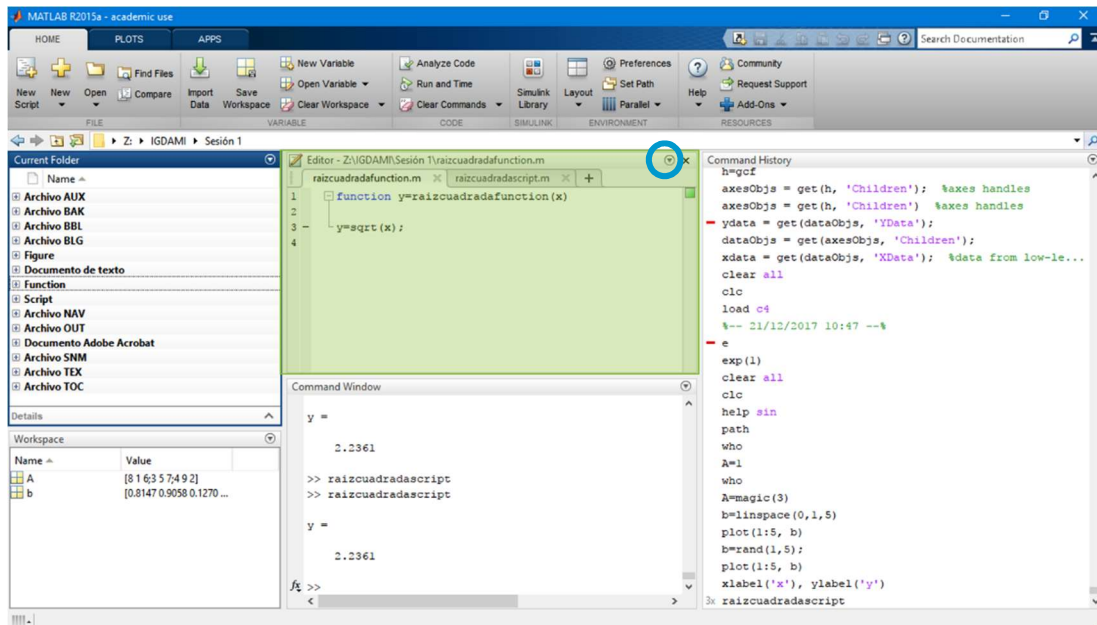 MATLAB R2015a - academic use
HOME PLOTS APPS
Search Documentation
New Script
New
Open
Find Files
Compare
Import Data
Save Workspace
New Variable
Open Variable
Clear Workspace
Analyze Code
Run and Time
Clear Commands
Simulink Library
Layout
Preferences
Set Path
Parallel
Help
Community
Request Support
Add-Ons
FILE VARIABLE CODE SIMULINK ENVIRONMENT RESOURCES
Z: IGDAMI Sesión 1
Current Folder
Name
Archivo AUX
Archivo BAK
Archivo BBL
Archivo BLG
Figure
Documento de texto
Function
Script
Archivo NAV
Archivo OUT
Documento Adobe Acrobat
Archivo SNM
Archivo TEX
Archivo TOC
Details
Workspace
Name Value
A [8 1 6;3 5 7;4 9 2]
b [0.8147 0.9058 0.1270 ...
Editor - Z:\IGDAMI\Sesión 1\raizcuadradafunction.m
raizcuadradafunction.m raizcuadradascript.m +
1 function y=raizcuadradafunction(x)
2
3 - y=sqrt(x);
4
Command Window
y =
2.2361
>> raizcuadradascript
>> raizcuadradascript
y =
2.2361
fx >>
Command History
h=gcf
axesObjs = get(h, 'Children'); %axes handles
axesObjs = get(h, 'Children') %axes handles
ydata = get(dataObjs, 'YData');
dataObjs = get(axesObjs, 'Children');
xdata = get(dataObjs, 'XData'); %data from low-le...
clear all
clc
load c4
%-- 21/12/2017 10:47 --%
e
exp(1)
clear all
clc
help sin
path
who
A=1
who
A=magic(3)
b=linspace(0,1,5)
plot(1:5, b)
b=rand(1,5);
plot(1:5, b)
xlabel('x'), ylabel('y')
3x raizcuadradascript